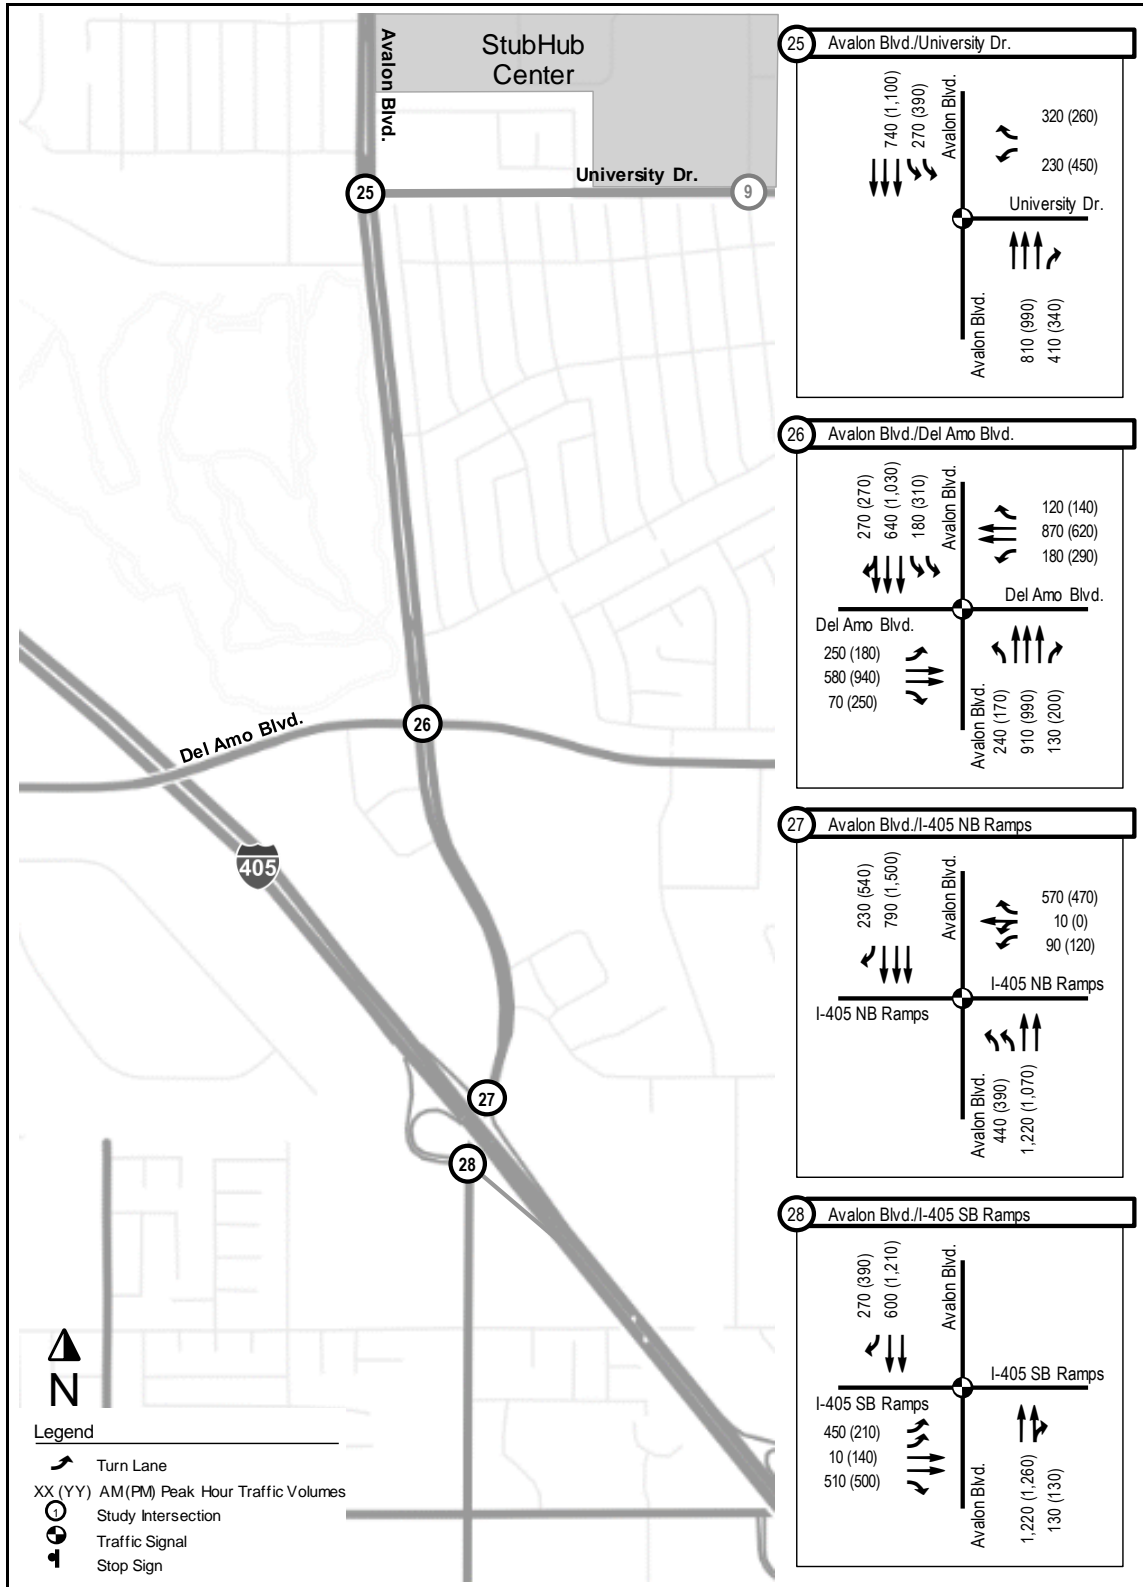 StubHub
Center
Avalon Blvd.
University Dr.
25
9
26
Del Amo Blvd.
405
27
28
N
Legend
Turn Lane
XX (YY) AM(PM) Peak Hour Traffic Volumes
1 Study Intersection
Traffic Signal
Stop Sign
25 Avalon Blvd./University Dr.
740 (1,100)
270 (390)
Avalon Blvd.
320 (260)
230 (450)
University Dr.
Avalon Blvd.
810 (990)
410 (340)
26 Avalon Blvd./Del Amo Blvd.
270 (270)
640 (1,030)
180 (310)
Avalon Blvd.
120 (140)
870 (620)
180 (290)
Del Amo Blvd.
Del Amo Blvd.
250 (180)
580 (940)
70 (250)
Avalon Blvd.
240 (170)
910 (990)
130 (200)
27 Avalon Blvd./I-405 NB Ramps
230 (540)
790 (1,500)
Avalon Blvd.
570 (470)
10 (0)
90 (120)
I-405 NB Ramps
I-405 NB Ramps
Avalon Blvd.
440 (390)
1,220 (1,070)
28 Avalon Blvd./I-405 SB Ramps
270 (390)
600 (1,210)
Avalon Blvd.
I-405 SB Ramps
I-405 SB Ramps
450 (210)
10 (140)
510 (500)
Avalon Blvd.
1,220 (1,260)
130 (130)